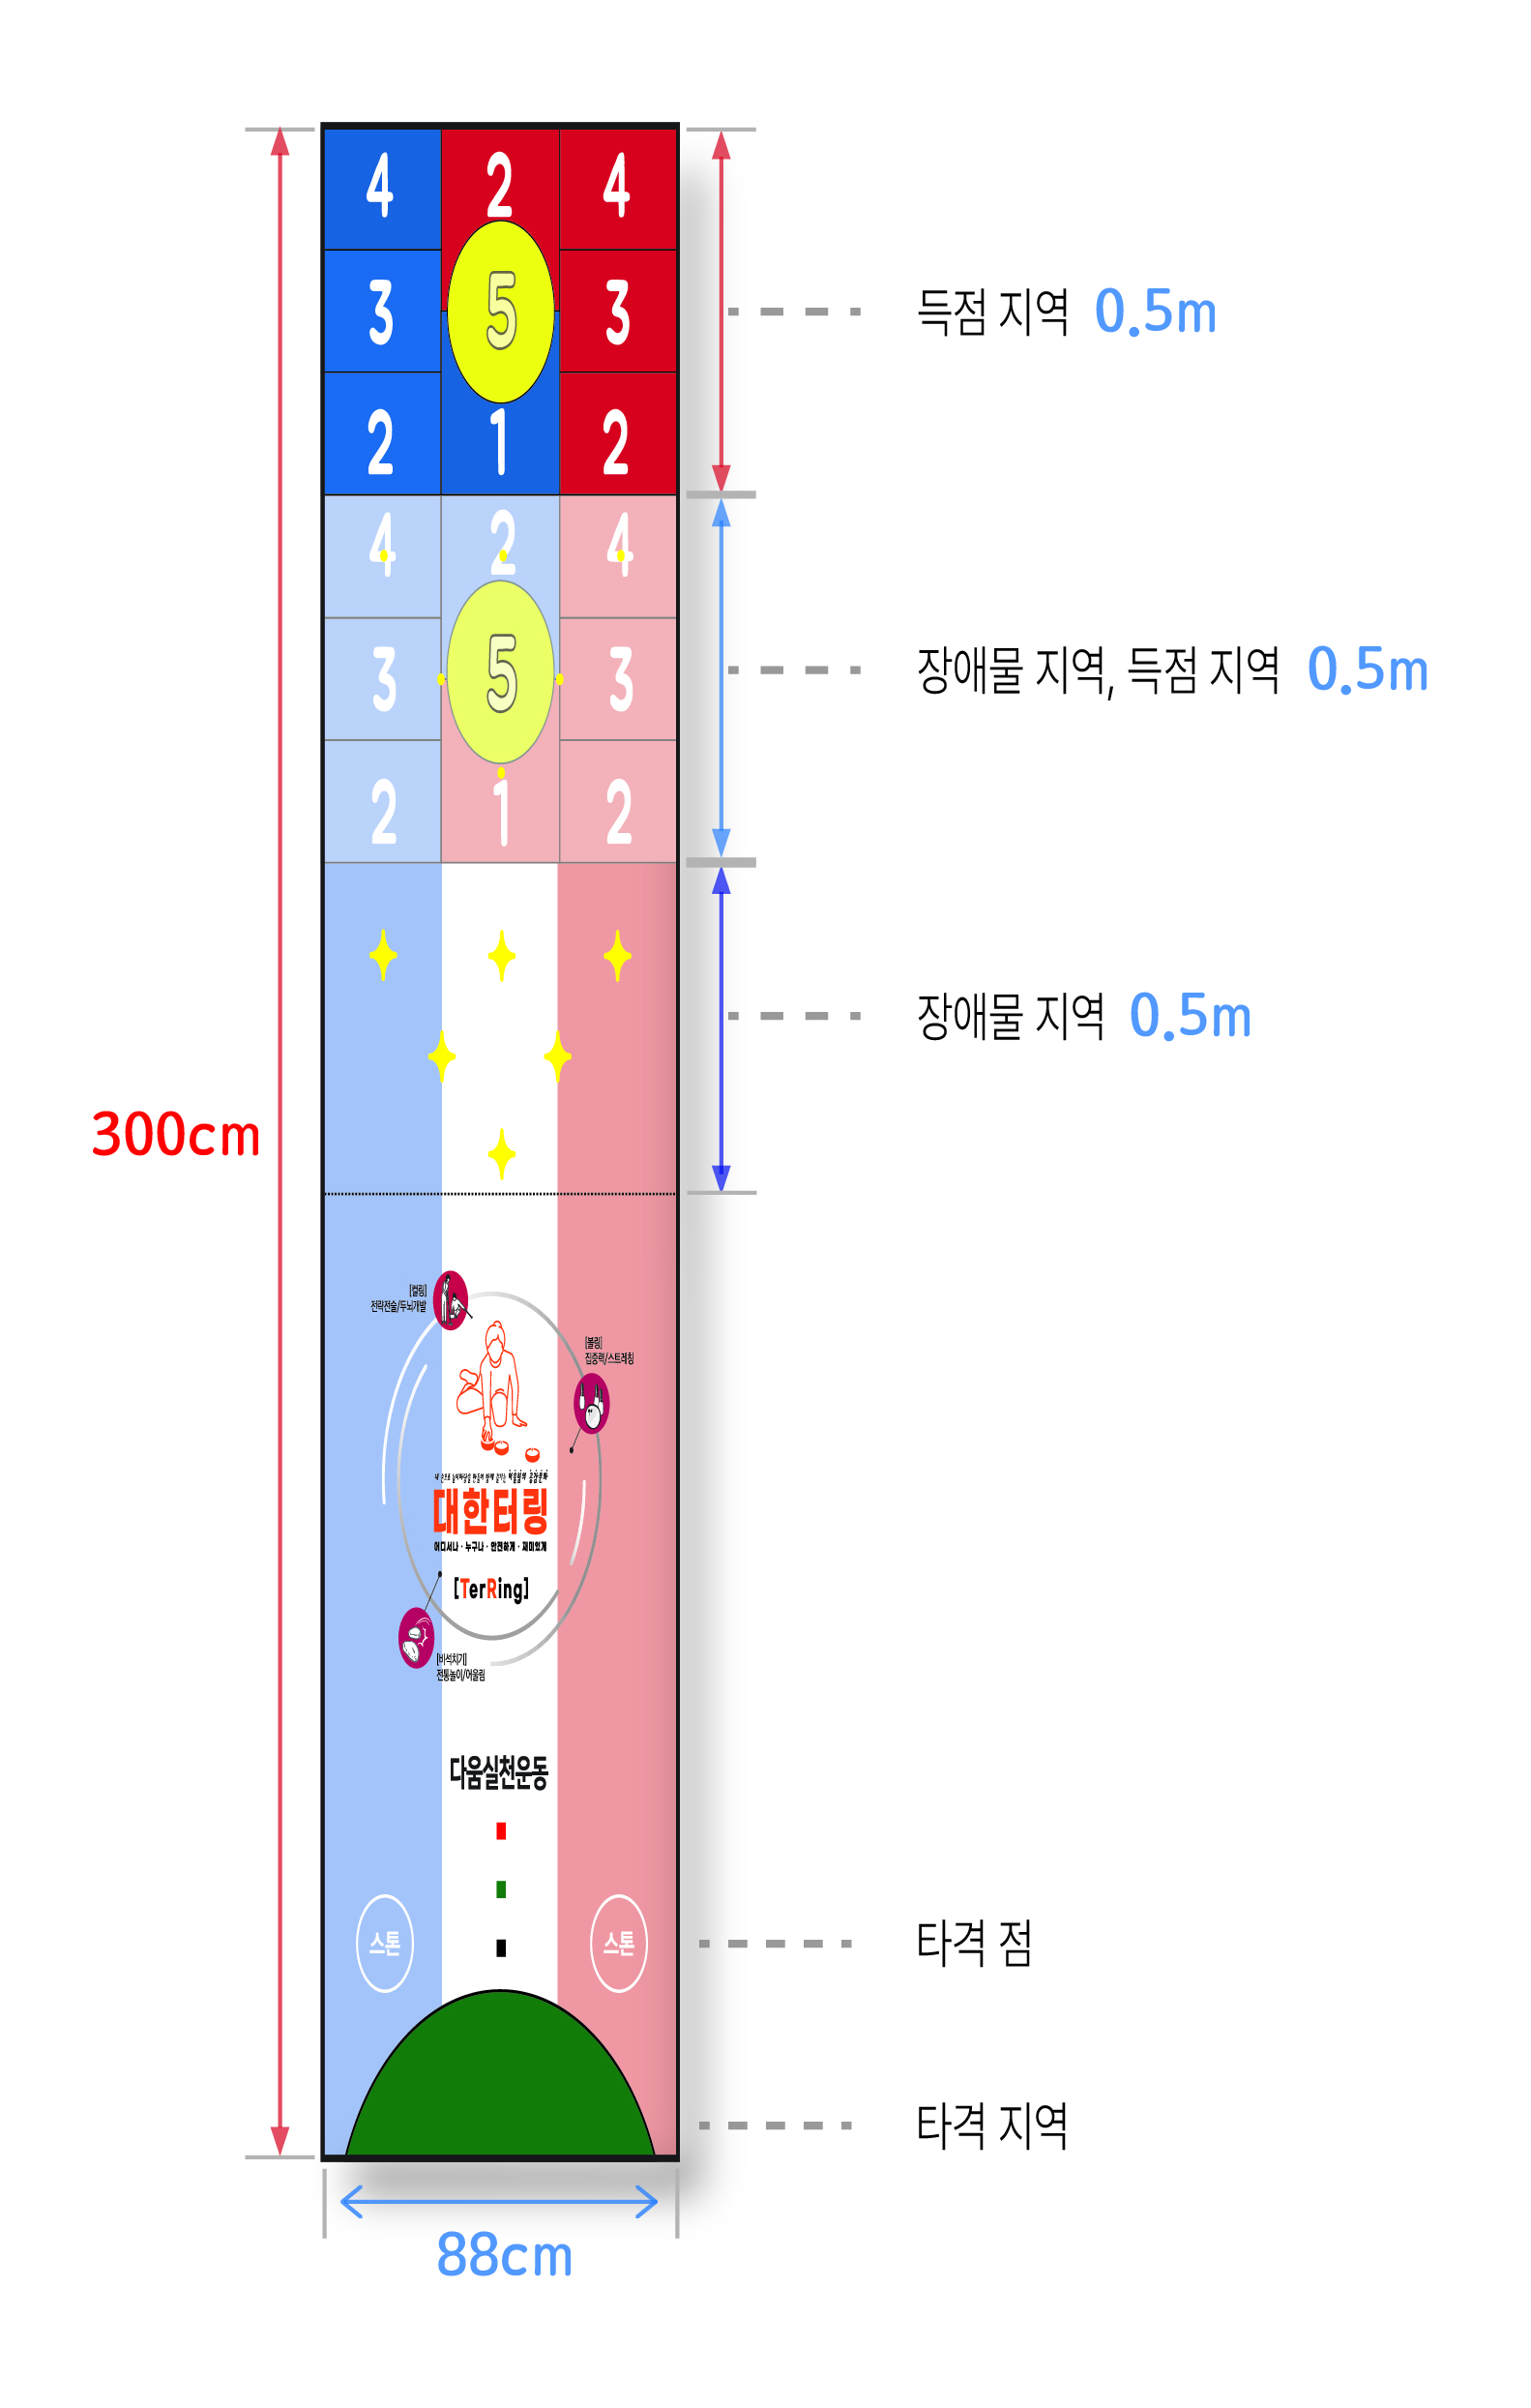 4 2 4
3 5 3
2 1 2
득점 지역 0.5m
4 2 4
3 5 3
2 1 2
장애물 지역, 득점 지역 0.5m
장애물 지역 0.5m
300cm
[컬링]
전략전술/두뇌개발
[볼링]
집중력/스트레칭
대한터링
어디서나 · 누구나 · 안전하게 · 재미있게
[TerRing]
[비석치기]
전통놀이/어울림
다움실천운동
스톤 스톤
타격 점
타격 지역
88cm